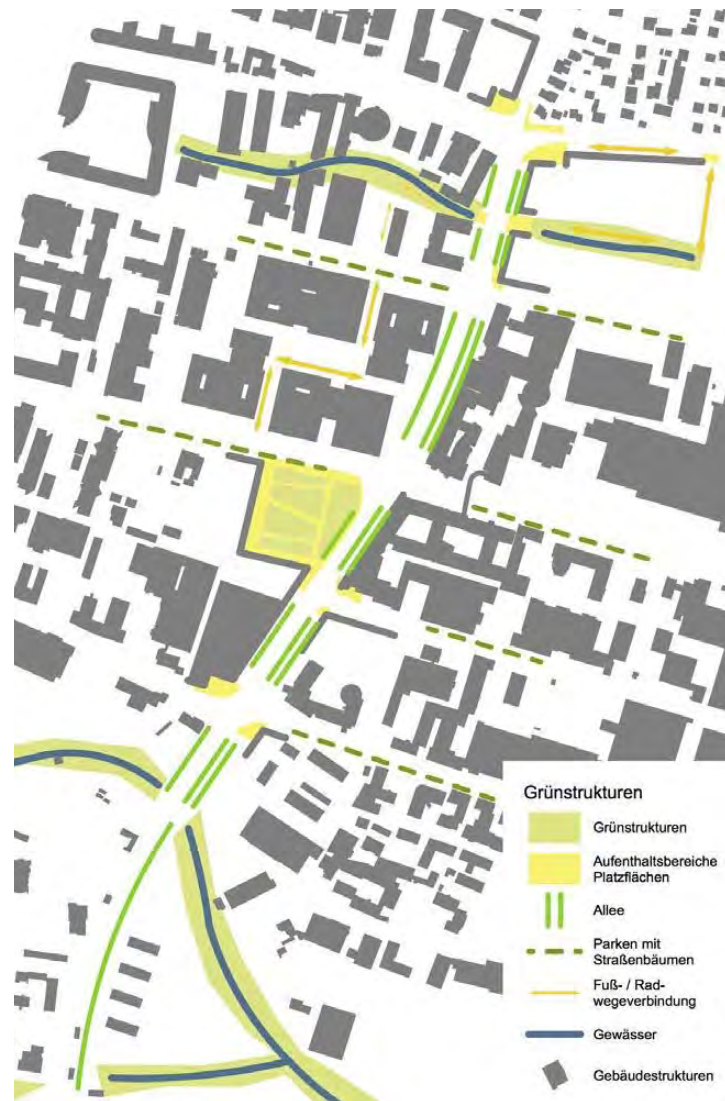 Grünstrukturen
Grünstrukturen
Aufenthaltsbereiche
Platzflächen
Allee
Parken mit
Straßenbäumen
Fuß- / Rad-
wegeverbindung
Gewässer
Gebäudestrukturen